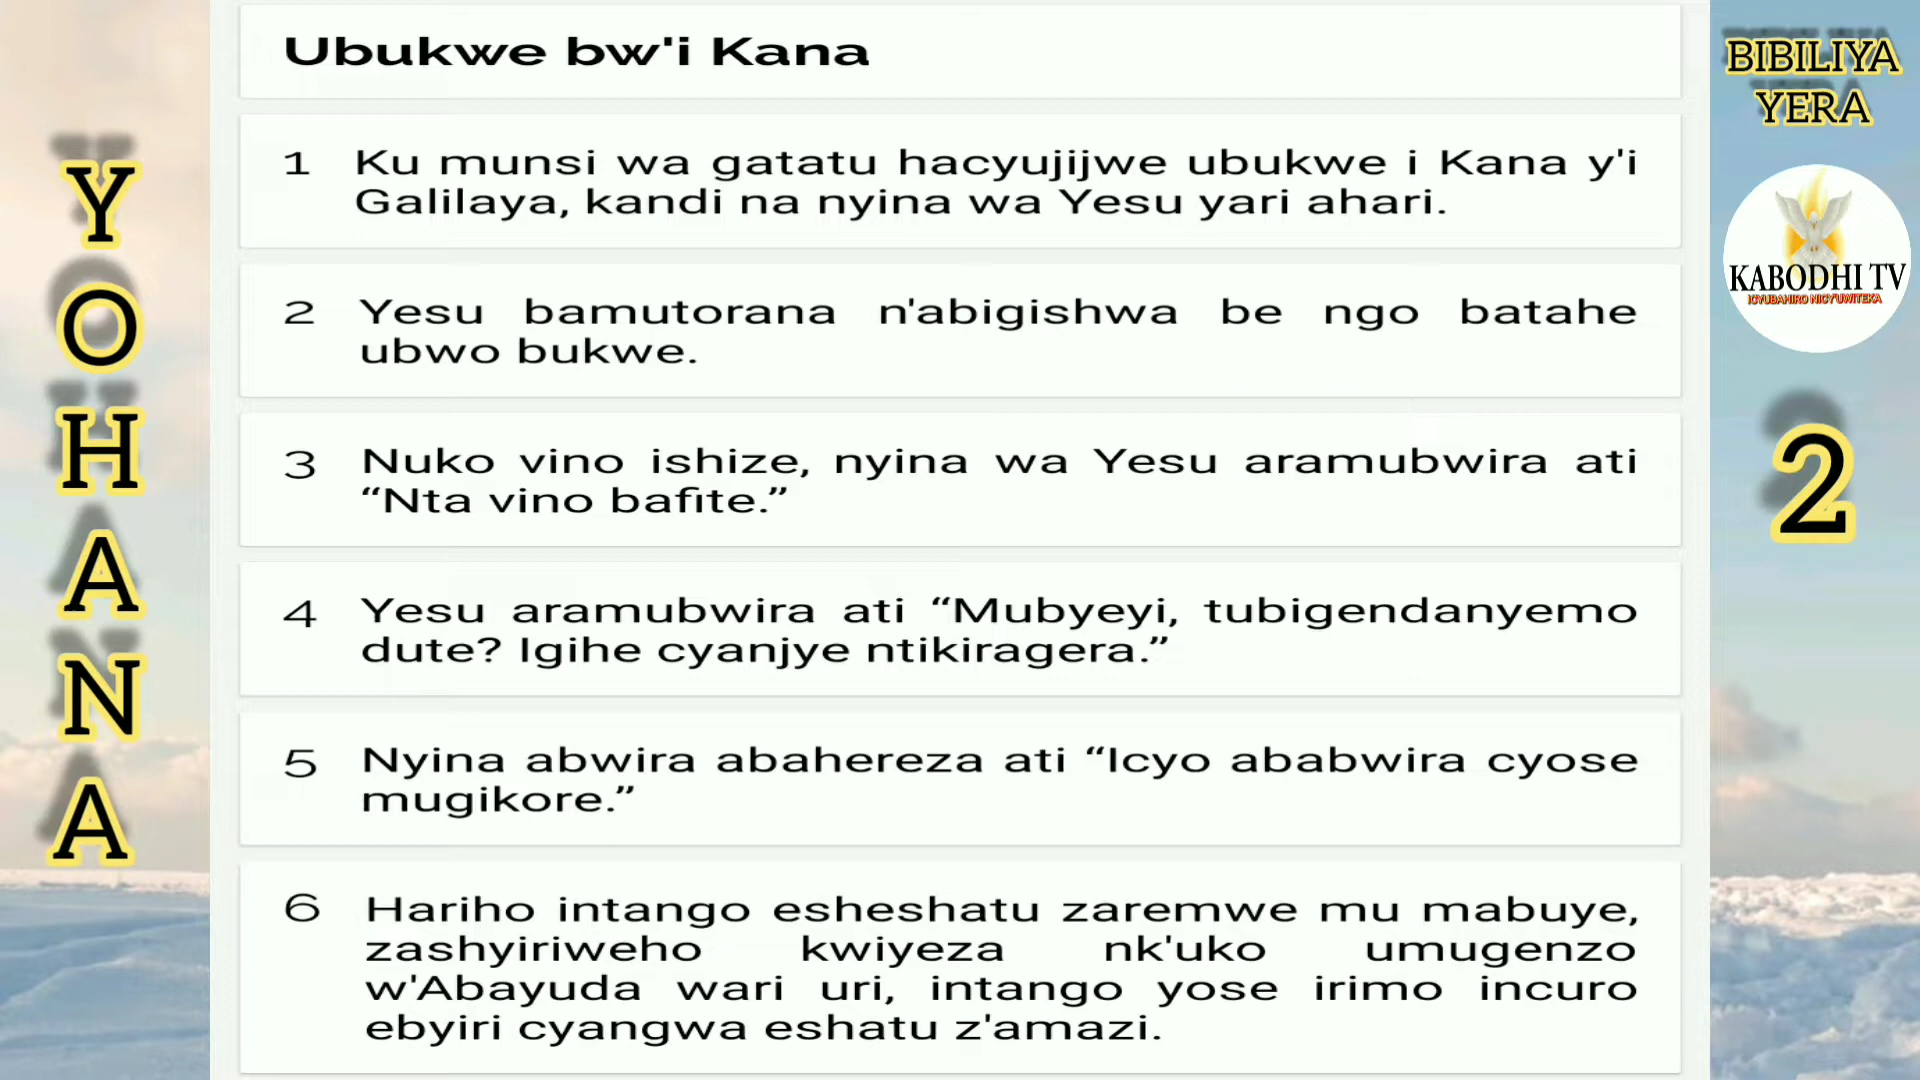 YOHANA
Ubukwe bw'i Kana
1 Ku munsi wa gatatu hacyujijwe ubukwe i Kana y'i
Galilaya, kandi na nyina wa Yesu yari ahari.
2 Yesu bamutorana n'abigishwa be ngo batahe
ubwo bukwe.
3 Nuko vino ishize, nyina wa Yesu aramubwira ati
“Nta vino bafite.”
4 Yesu aramubwira ati “Mubyeyi, tubigendanyemo
dute? Igihe cyanjye ntikiragera.”
5 Nyina abwira abahereza ati “Icyo ababwira cyose
mugikore.”
6 Hariho intango esheshatu zaremwe mu mabuye,
zashyiriweho kwiyeza nk'uko umugenzo
w'Abayuda wari uri, intango yose irimo incuro
ebyiri cyangwa eshatu z'amazi.
BIBILIYA
YERA
KABODHI TV
ICYUBAHIRO NICY'UWITEKA
2